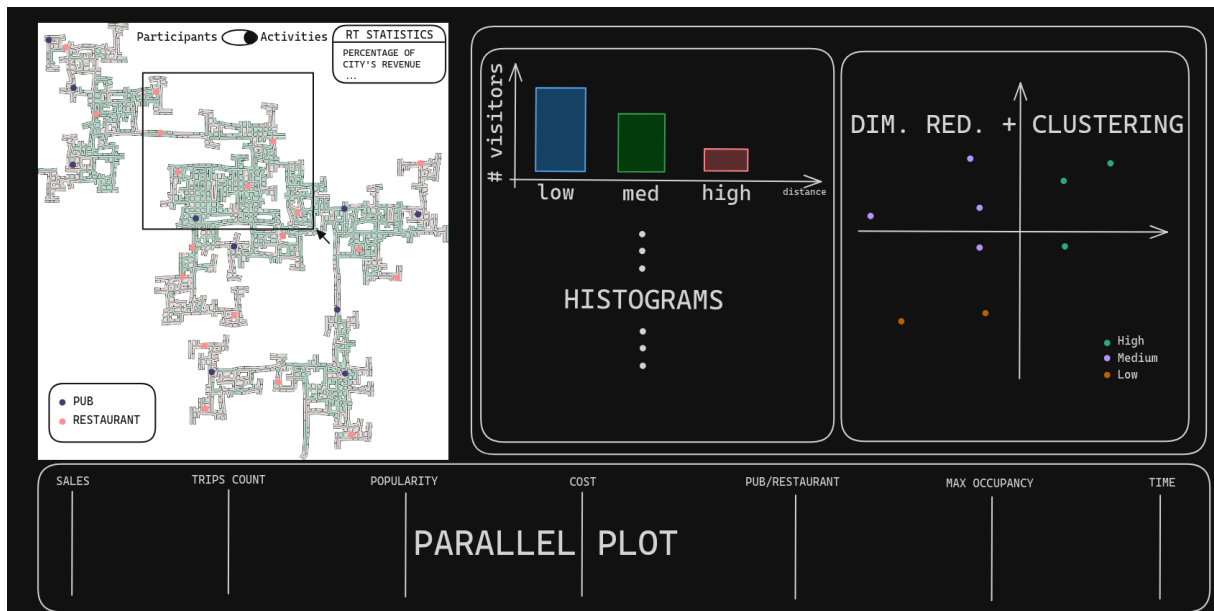 Participants Activities
RT STATISTICS
PERCENTAGE OF
CITY'S REVENUE
...
PUB
RESTAURANT
# visitors
low med high
distance
HISTOGRAMS
DIM. RED. + CLUSTERING
High
Medium
Low
SALES TRIPS COUNT POPULARITY COST PUB/RESTAURANT MAX OCCUPANCY TIME
PARALLEL PLOT